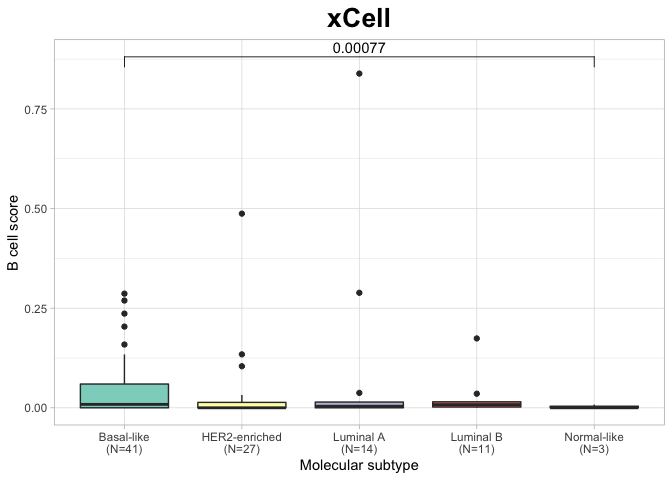 xCell
0.00077
0.75
0.50
0.25
0.00
B cell score
Basal-like
(N=41)
HER2-enriched
(N=27)
Luminal A
(N=14)
Luminal B
(N=11)
Normal-like
(N=3)
Molecular subtype